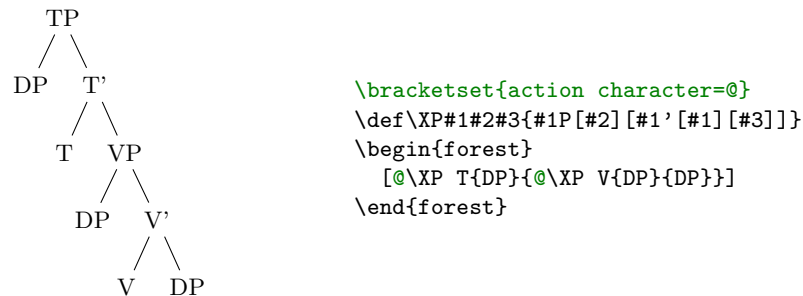 TP
DP T'
T VP
DP V'
V DP
\bracketset{action character=@}
\def\XP#1#2#3{#1P[#2][#1'[#1][#3]]}
\begin{forest}
[@\XP T{DP}{@\XP V{DP}{DP}}]
\end{forest}